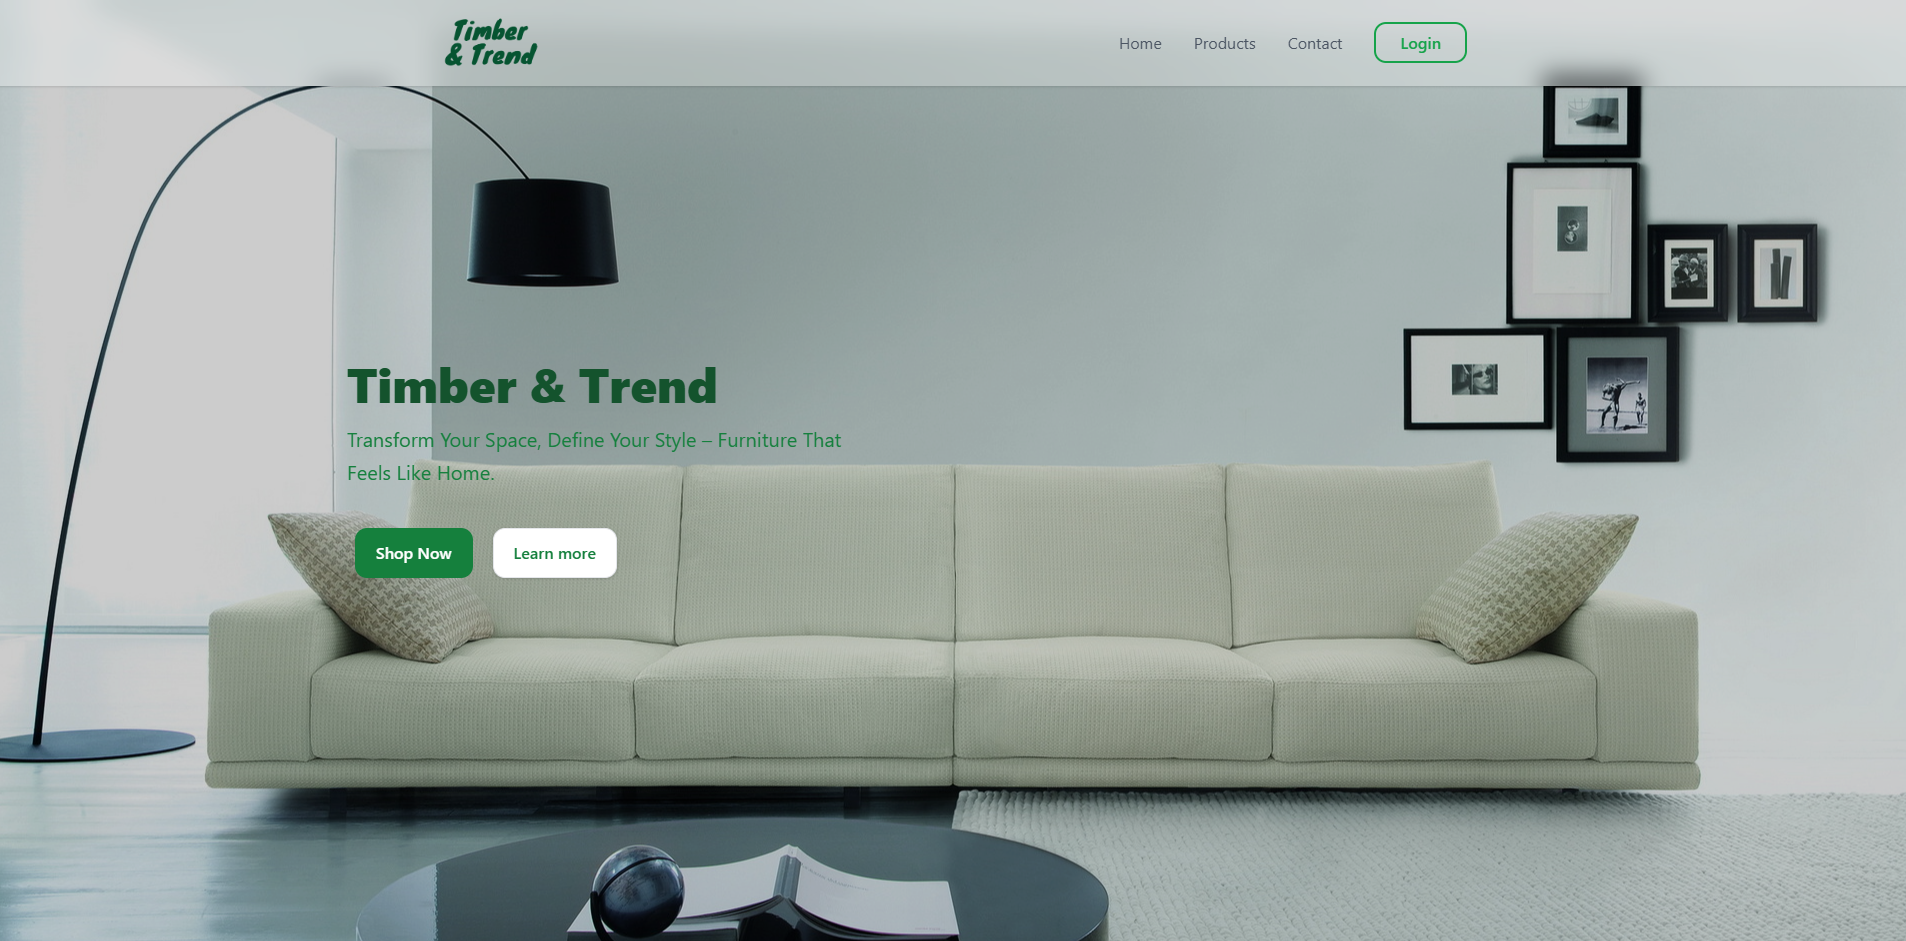 Timber
& Trend
Home Products Contact Login
Timber & Trend
Transform Your Space, Define Your Style – Furniture That
Feels Like Home.
Shop Now Learn more